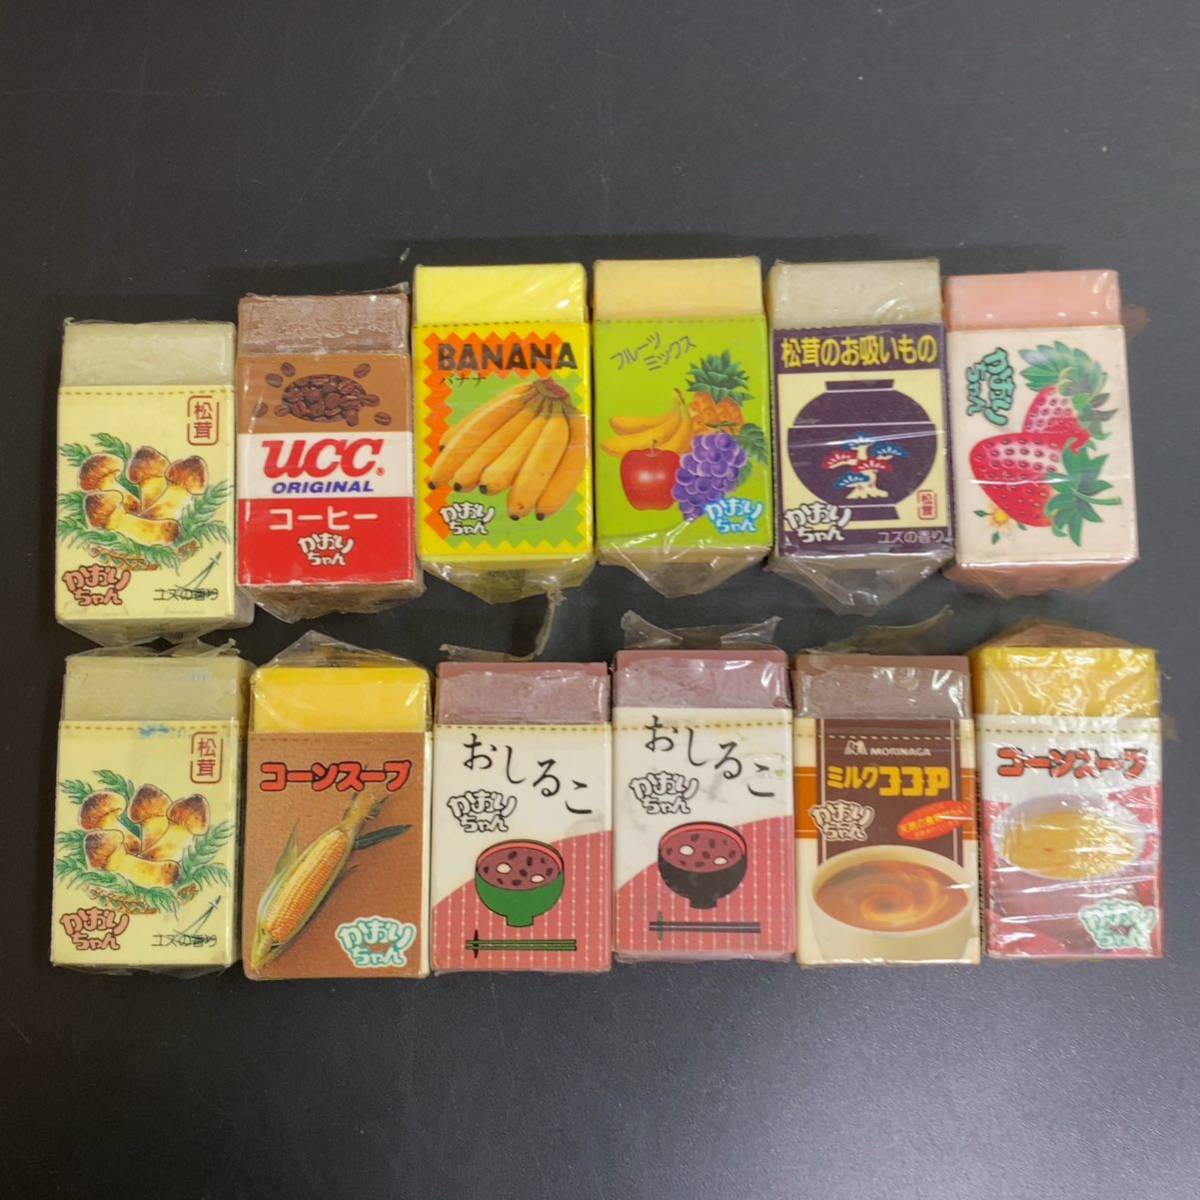 松茸
かおり
ちゃん
ユズの香り
UCC®
ORIGINAL
コーヒー
かおり
ちゃん
BANANA
バナナ
かおり
ちゃん
フルーツ
ミックス
かおり
ちゃん
松茸のお吸いもの
かおり
ちゃん
松茸
ユズの香り
かおり
ちゃん
松茸
かおり
ちゃん
ユズの香り
コーンスープ
かおり
ちゃん
おしるこ
かおり
ちゃん
おしるこ
かおり
ちゃん
MORINAGA
ミルクココア
かおり
ちゃん
コーンスープ
かおり
ちゃん